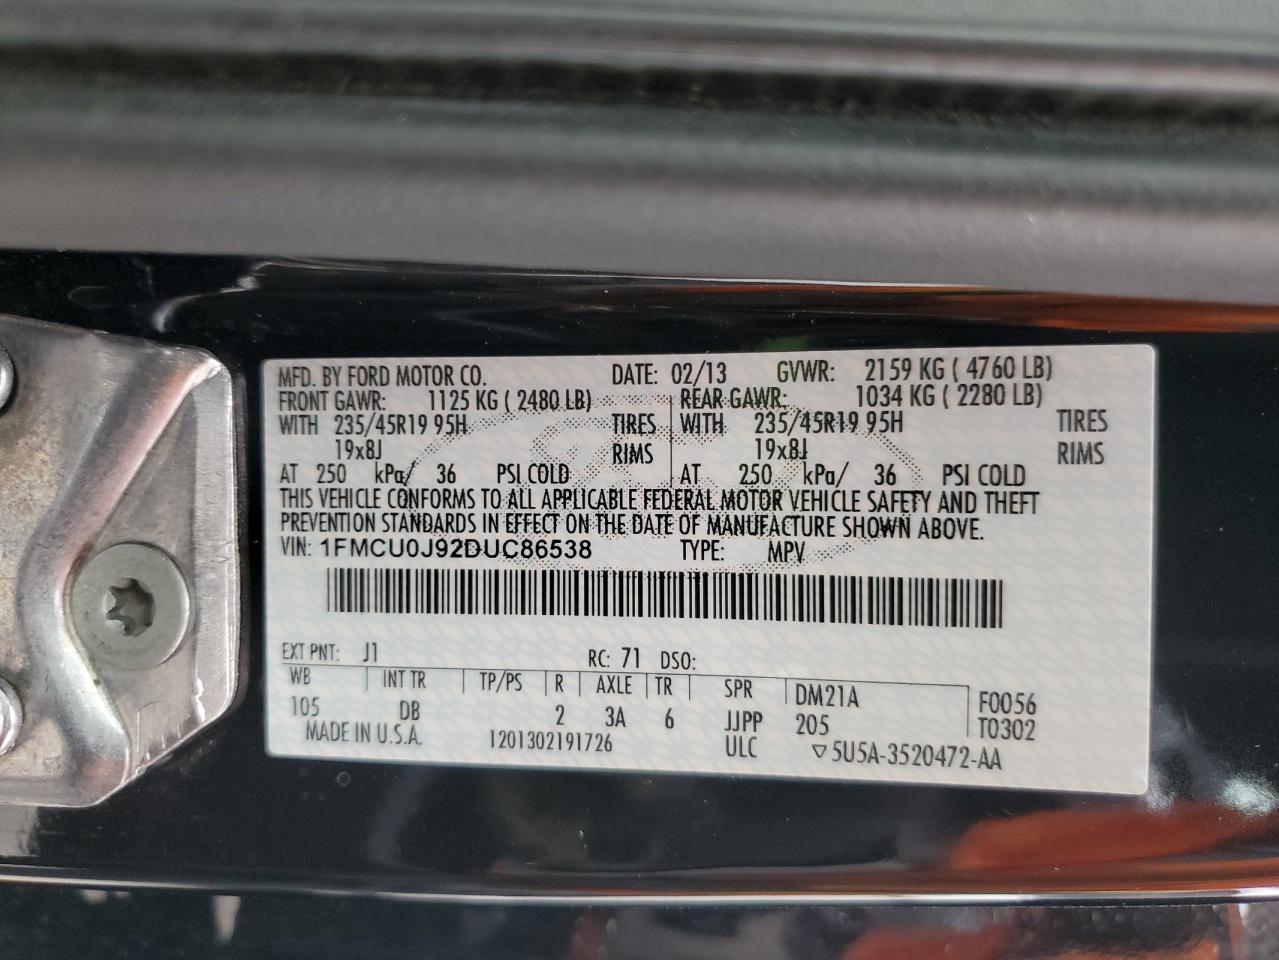 MFD. BY FORD MOTOR CO. DATE: 02/13 GVWR: 2159 KG ( 4760 LB)
FRONT GAWR: 1125 KG ( 2480 LB) REAR GAWR: 1034 KG ( 2280 LB)
WITH 235/45R19 95H TIRES WITH 235/45R19 95H TIRES
19x8J RIMS 19x8J RIMS
AT 250 kPa/ 36 PSI COLD AT 250 kPa/ 36 PSI COLD
THIS VEHICLE CONFORMS TO ALL APPLICABLE FEDERAL MOTOR VEHICLE SAFETY AND THEFT
PREVENTION STANDARDS IN EFFECT ON THE DATE OF MANUFACTURE SHOWN ABOVE.
VIN: 1FMCU0J92DUC86538 TYPE: MPV
EXT PNT: J1 RC: 71 DSO:
WB INT TR TP/PS R AXLE TR SPR DM21A F0056
105 DB 2 3A 6 JJPP 205 T0302
MADE IN U.S.A. 1201302191726 ULC ▽5U5A-3520472-AA